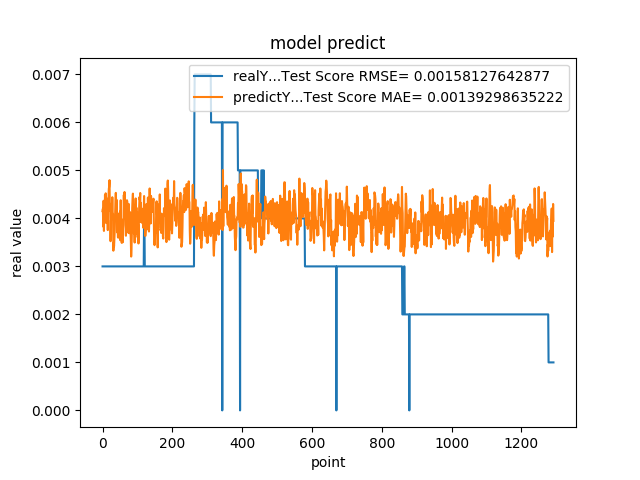 model predict
realY...Test Score RMSE= 0.00158127642877
predictY...Test Score MAE= 0.00139298635222
0.007
0.006
0.005
0.004
0.003
0.002
0.001
0.000
real value
0 200 400 600 800 1000 1200
point